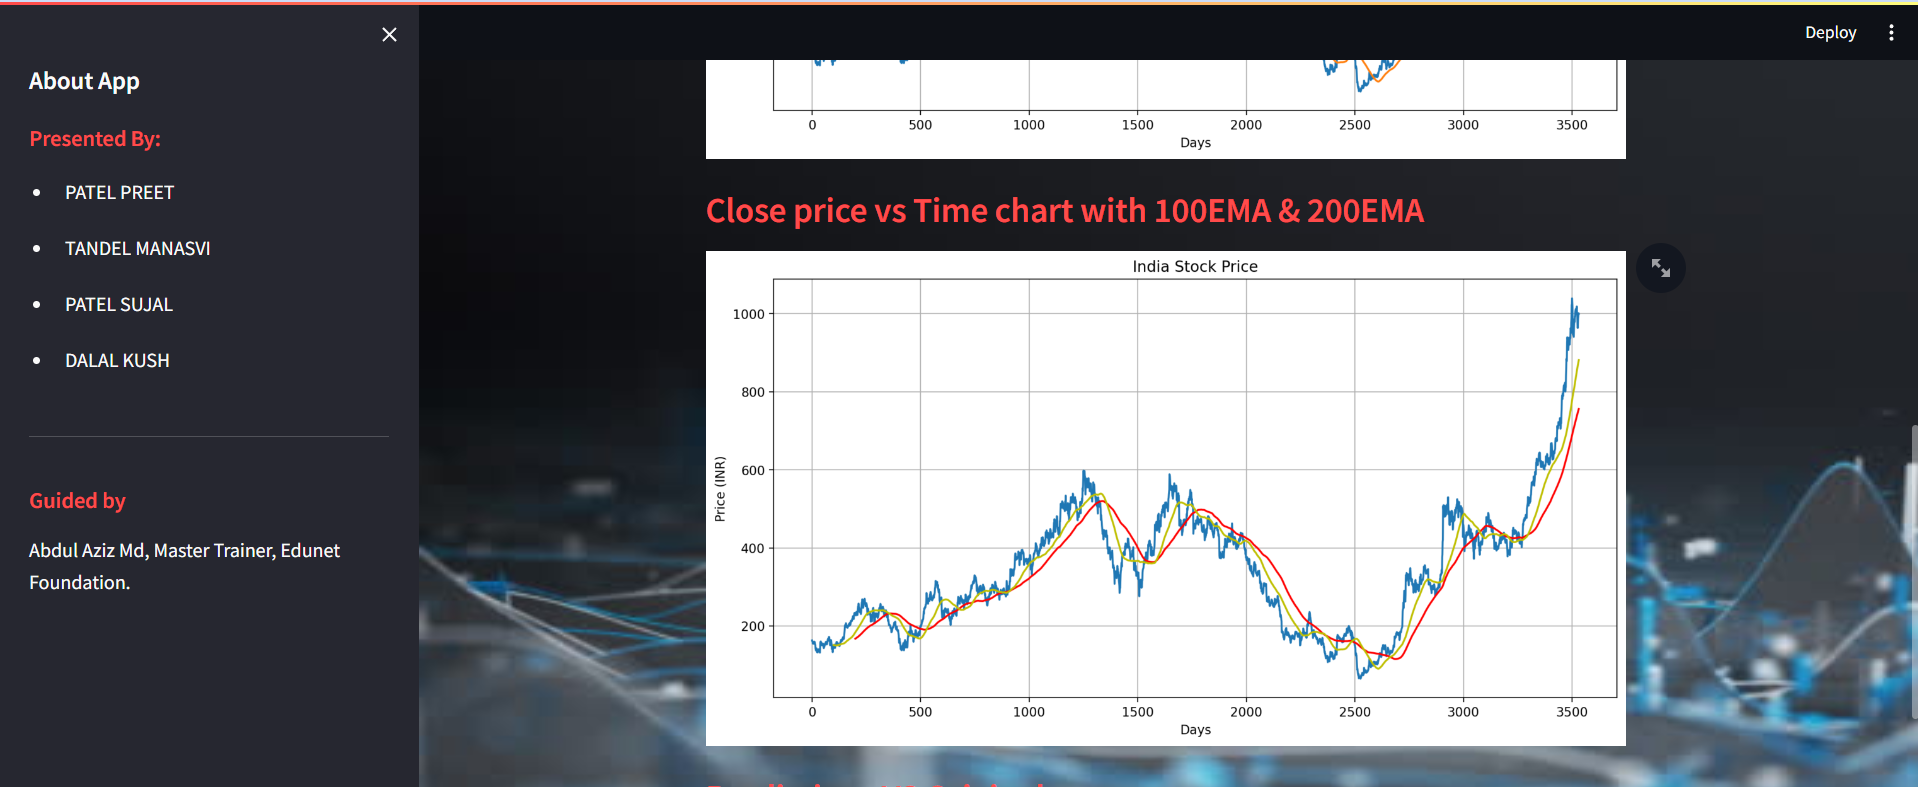 Deploy
About App
Presented By:
PATEL PREET
TANDEL MANASVI
PATEL SUJAL
DALAL KUSH
Guided by
Abdul Aziz Md, Master Trainer, Edunet
Foundation.
0 500 1000 1500 2000 2500 3000 3500
Days
Close price vs Time chart with 100EMA & 200EMA
India Stock Price
1000
800
600
400
200
Price (INR)
0 500 1000 1500 2000 2500 3000 3500
Days